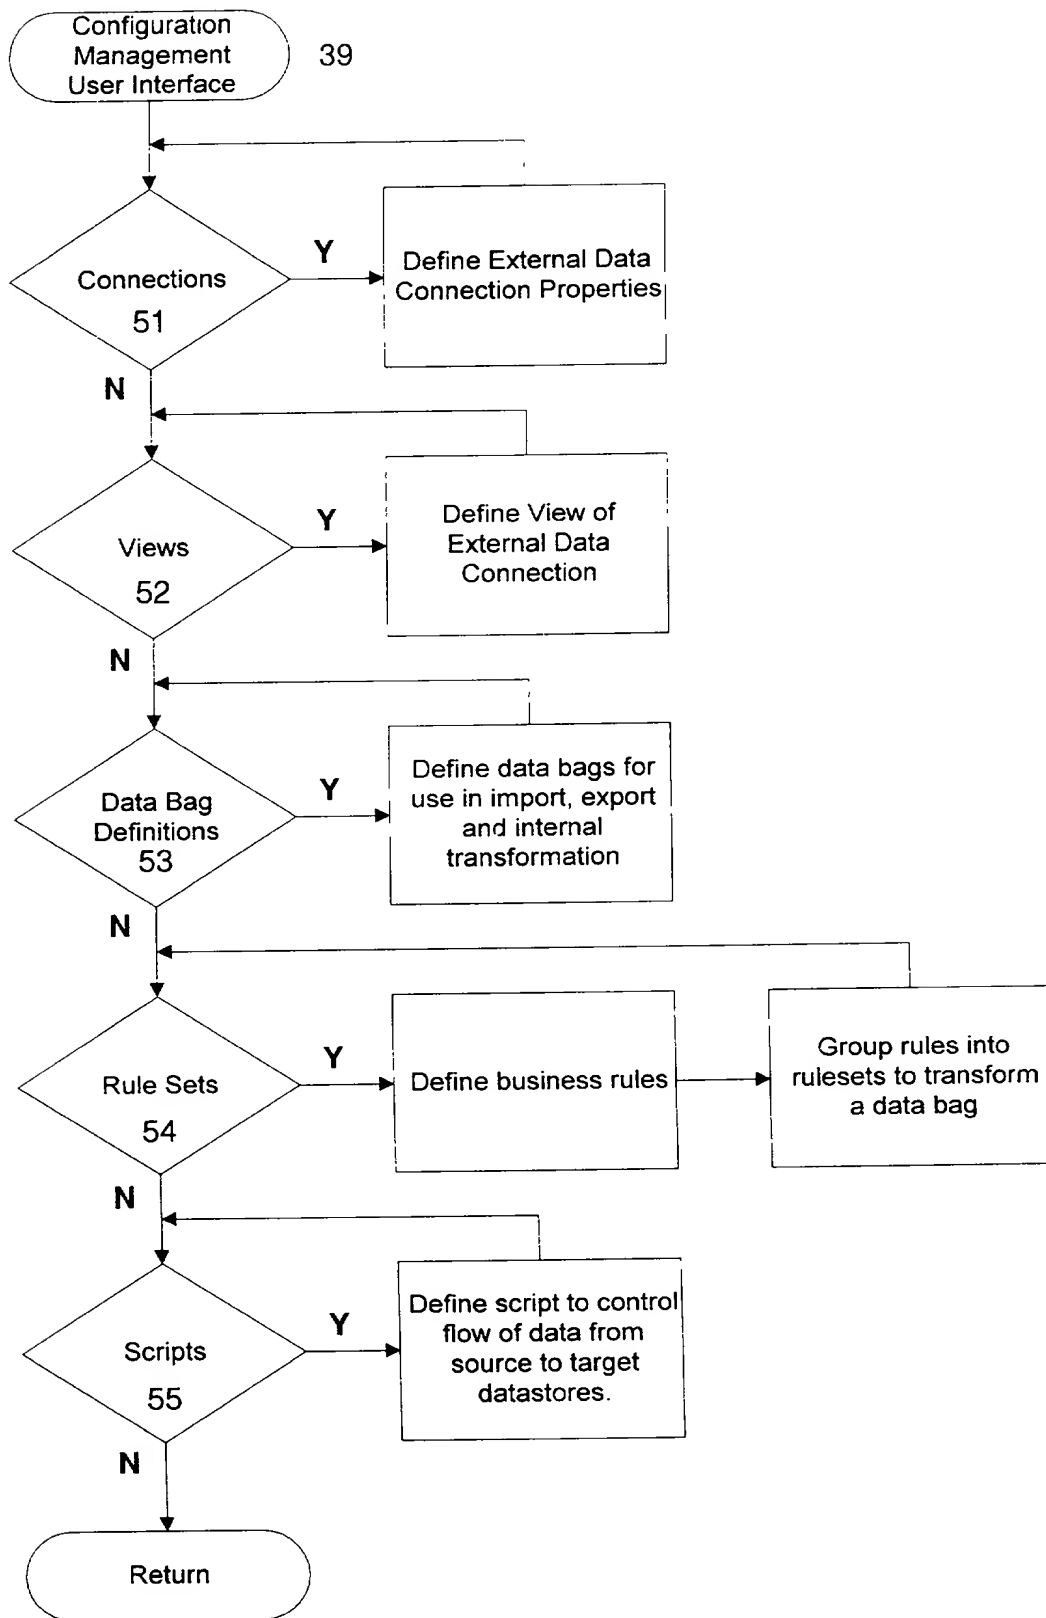 Configuration
Management
User Interface
39
Y
Connections
51
Define External Data
Connection Properties
N
Y
Views
52
Define View of
External Data
Connection
N
Y
Data Bag
Definitions
53
Define data bags for
use in import, export
and internal
transformation
N
Y
Rule Sets
54
Define business rules
Group rules into
rulesets to transform
a data bag
N
Y
Scripts
55
Define script to control
flow of data from
source to target
datastores.
N
Return